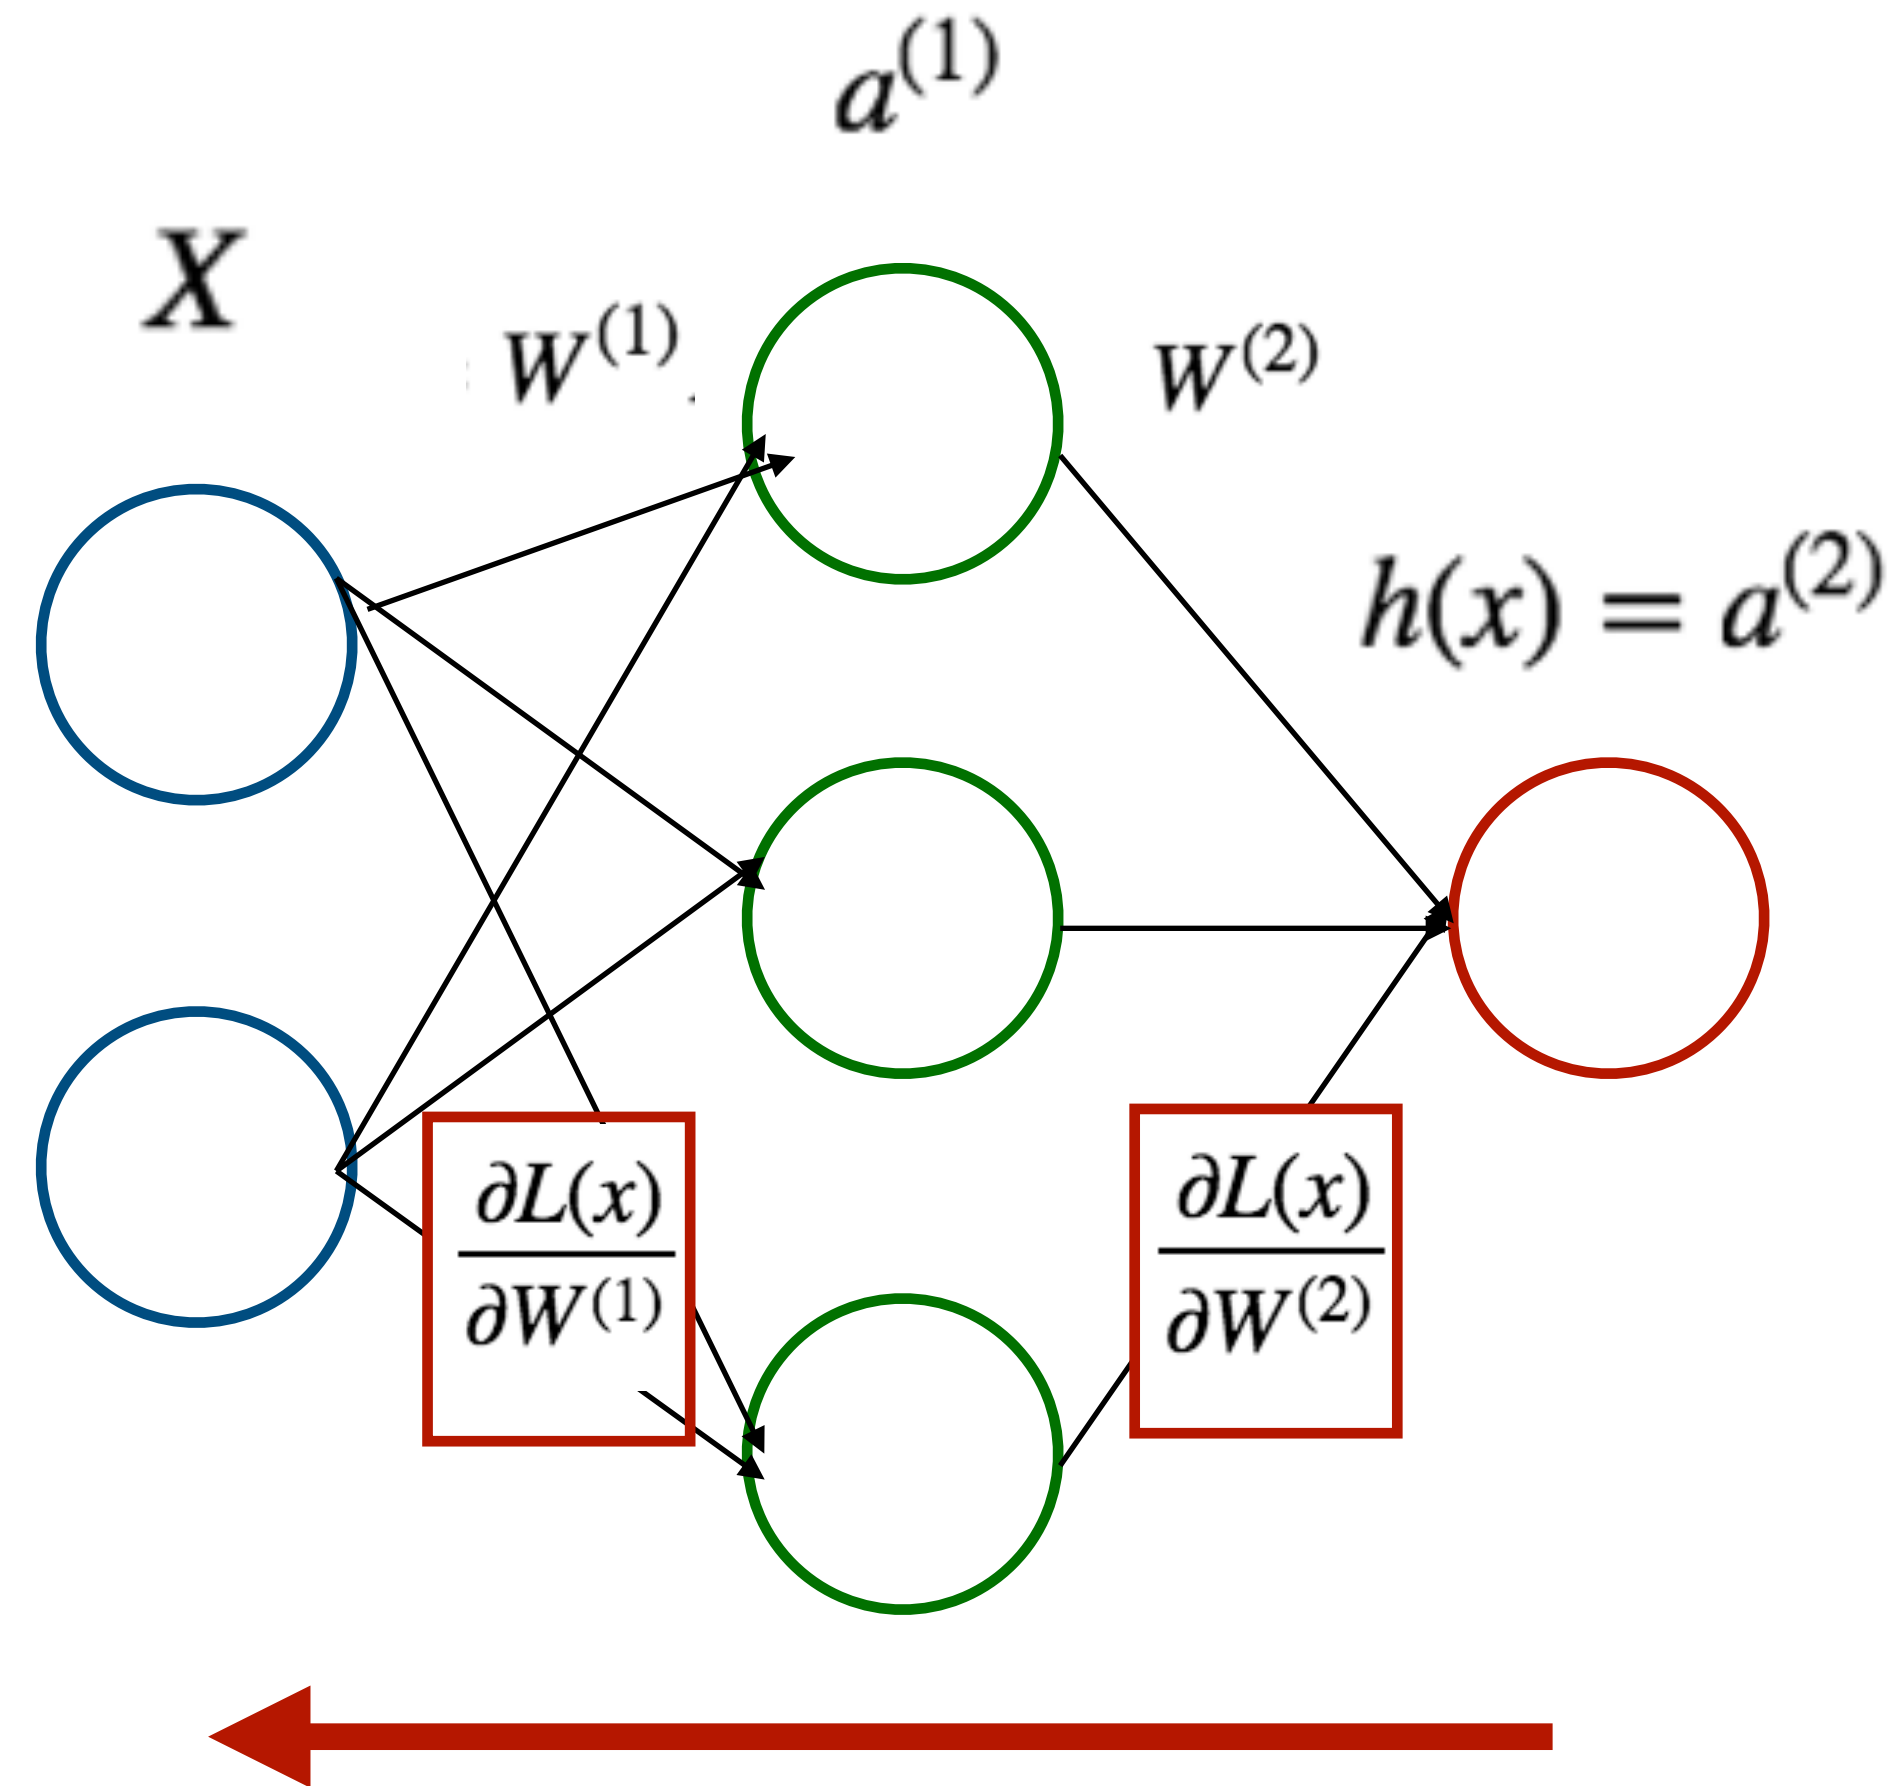 a^{(1)}
X
W^{(1)}
W^{(2)}
h(x) = a^{(2)}
∂L(x)
∂W^{(1)}
∂L(x)
∂W^{(2)}